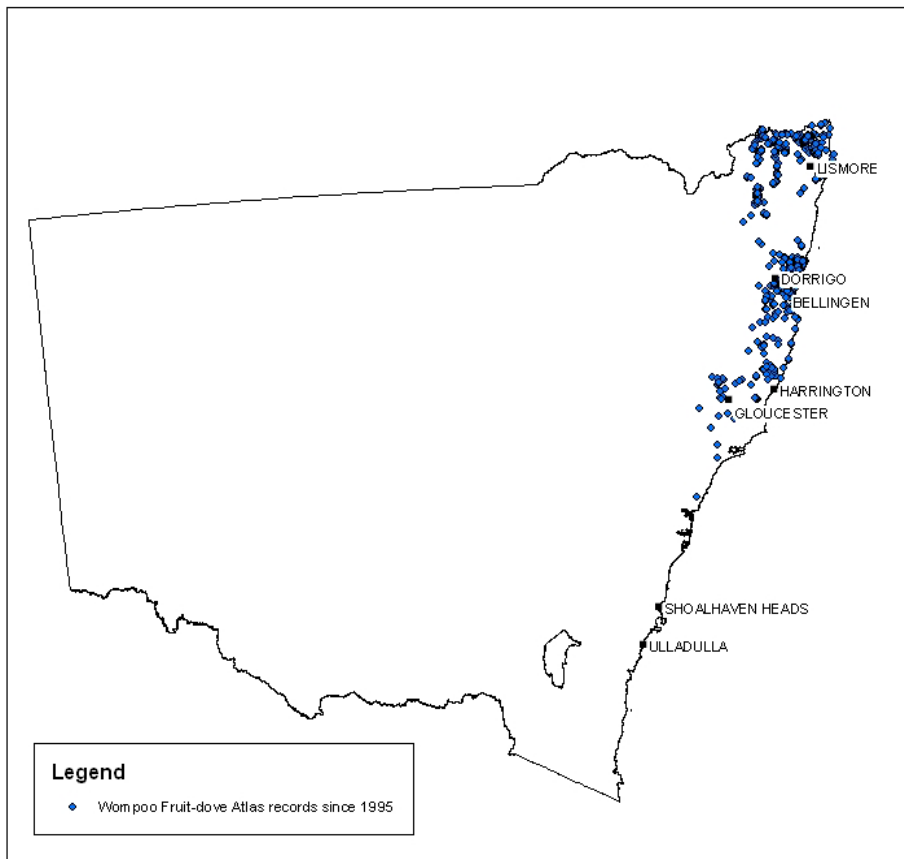 LISMORE
DORRIGO
BELLINGEN
HARRINGTON
GLOUCESTER
SHOALHAVEN HEADS
ULLADULLA
Legend
Wompoo Fruit-dove Atlas records since 1995